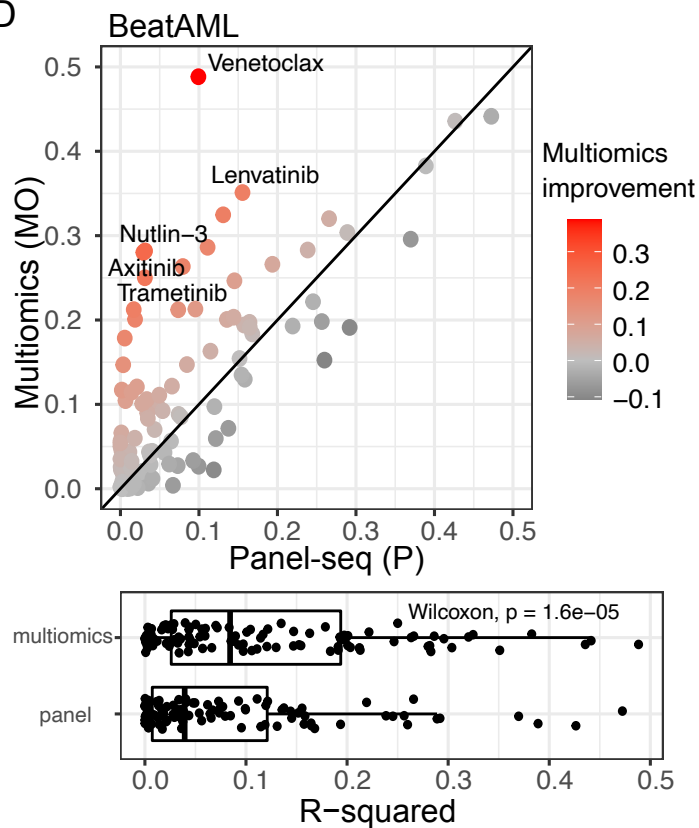 D
BeatAML
Multiomics (MO)
0.5
0.4
0.3
0.2
0.1
0.0
Venetoclax
Lenvatinib
Nutlin−3
Axitinib
Trametinib
0.0 0.1 0.2 0.3 0.4 0.5
Panel-seq (P)
Multiomics
improvement
0.3
0.2
0.1
0.0
−0.1
Wilcoxon, p = 1.6e−05
multiomics
panel
0.0 0.1 0.2 0.3 0.4 0.5
R−squared